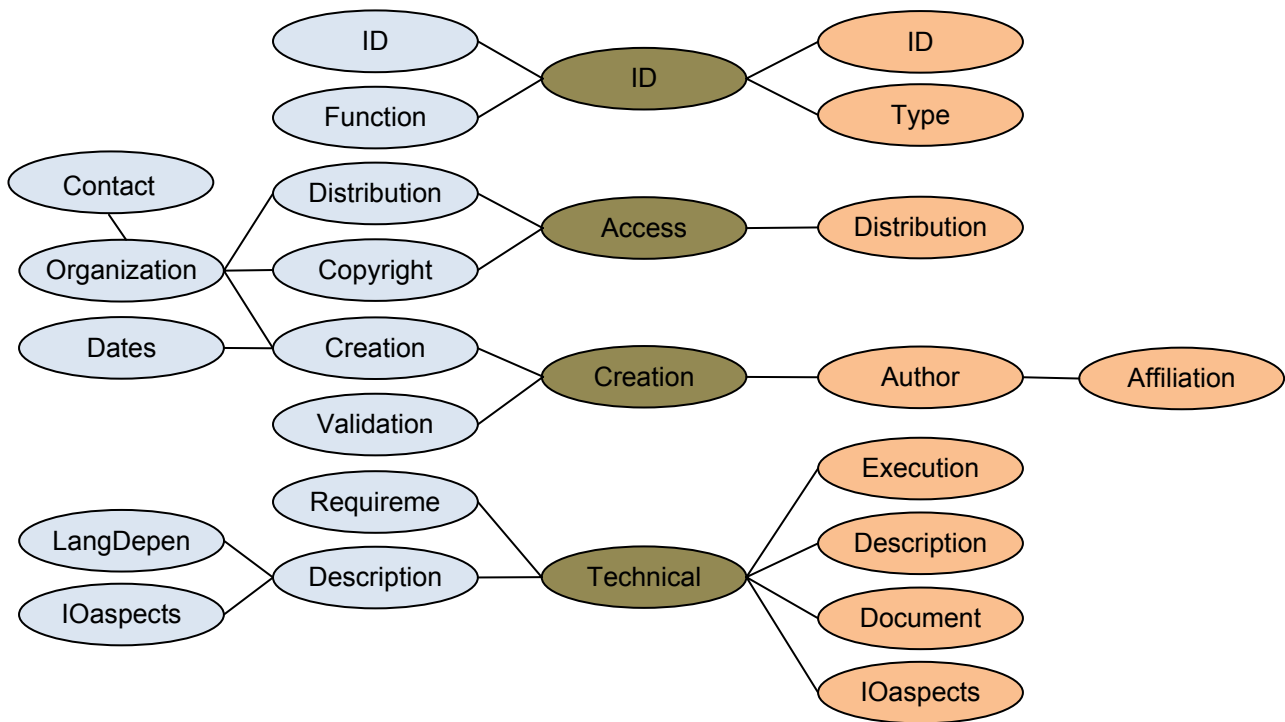 ID
ID
ID
Function
Type
Contact
Distribution
Access
Distribution
Organization
Copyright
Dates
Creation
Creation
Author
Affiliation
Validation
Execution
Requireme
LangDepen
Description
Description
Technical
IOaspects
Document
IOaspects